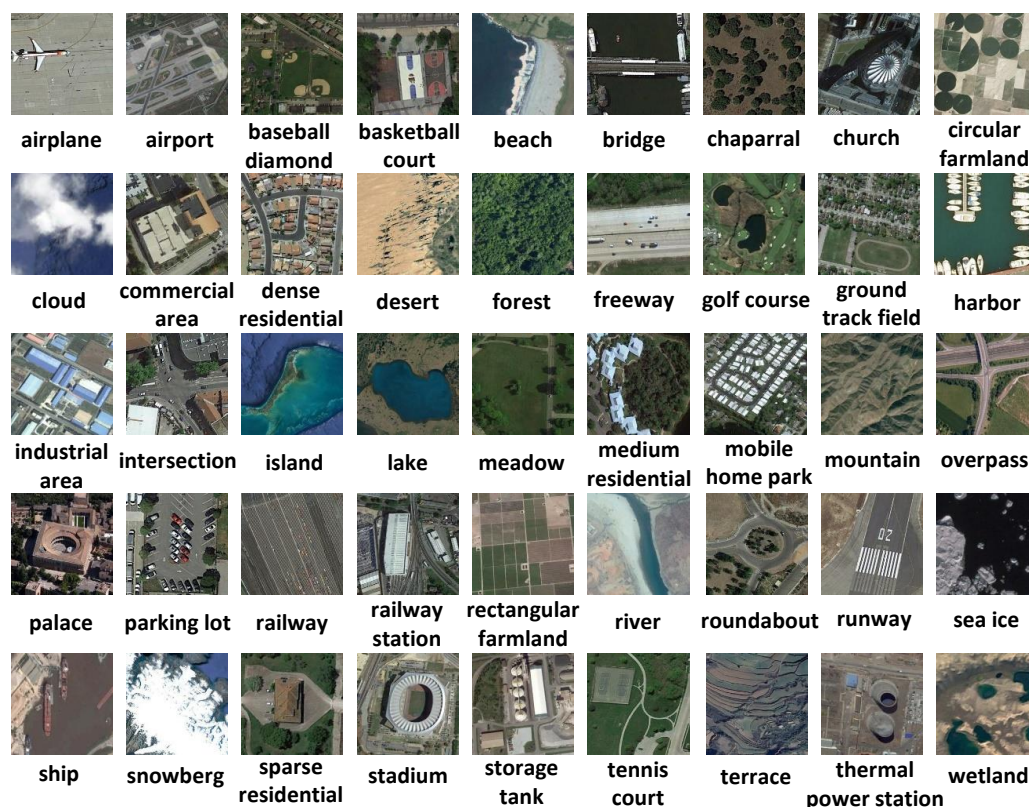 airplane
airport
baseball
diamond
basketball
court
beach
bridge
chaparral
church
circular
farmland
cloud
commercial
area
dense
residential
desert
forest
freeway
golf course
ground
track field
harbor
industrial
area
intersection
island
lake
meadow
medium
residential
mobile
home park
mountain
overpass
palace
parking lot
railway
railway
station
rectangular
farmland
river
roundabout
runway
sea ice
ship
snowberg
sparse
residential
stadium
storage
tank
tennis
court
terrace
thermal
power station
wetland